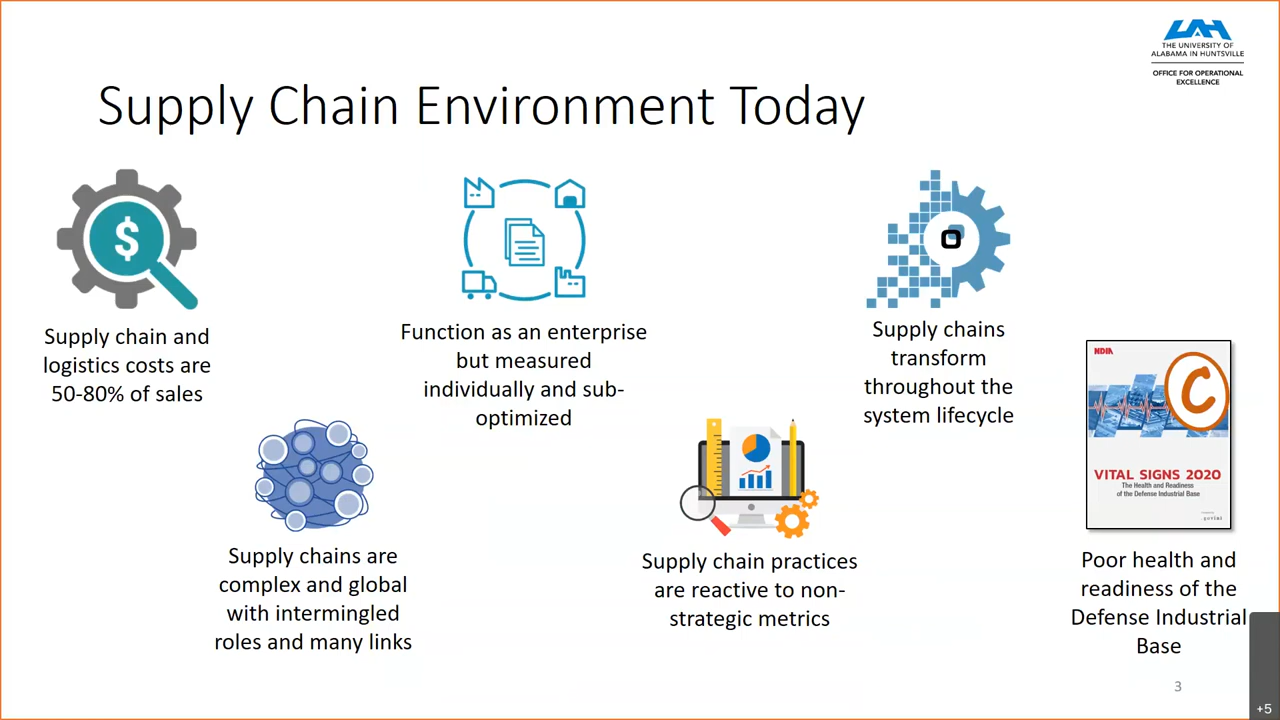 THE UNIVERSITY OF
ALABAMA IN HUNTSVILLE
OFFICE FOR OPERATIONAL
EXCELLENCE
Supply Chain Environment Today
$
Supply chain and
logistics costs are
50-80% of sales
Supply chains are
complex and global
with intermingled
roles and many links
Function as an enterprise
but measured
individually and sub-
optimized
Supply chain practices
are reactive to non-
strategic metrics
Supply chains
transform
throughout the
system lifecycle
NDIA
C
VITAL SIGNS 2020
The Health and Readiness
of the Defense Industrial Base
govini
Poor health and
readiness of the
Defense Industrial
Base
3
+5